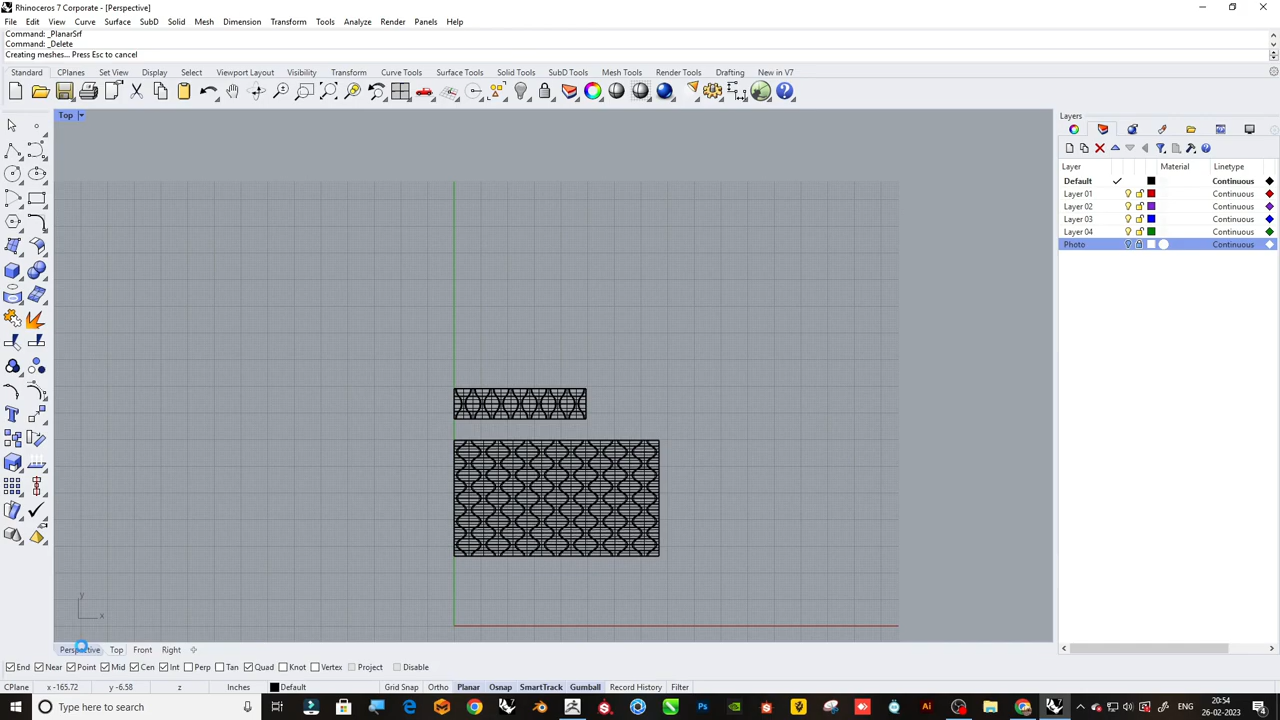 Rhinoceros 7 Corporate - [Perspective]
File Edit View Curve Surface SubD Solid Mesh Dimension Transform Tools Analyze Render Panels Help
Command: _PlanarSrf
Command: _Delete
Creating meshes... Press Esc to cancel
Standard CPlanes Set View Display Select Viewport Layout Visibility Transform Curve Tools Surface Tools Solid Tools SubD Tools Mesh Tools Render Tools Drafting New in V7
Top
Layers
Layer Material Linetype
Default Continuous
Layer 01 Continuous
Layer 02 Continuous
Layer 03 Continuous
Layer 04 Continuous
Photo Continuous
y
x
Perspective Top Front Right
End Near Point Mid Cen Int Perp Tan Quad Knot Vertex Project Disable
CPlane x -165.72 y -6.58 z Inches Default Grid Snap Ortho Planar Osnap SmartTrack Gumball Record History Filter
Type here to search
20:54
26-02-2023